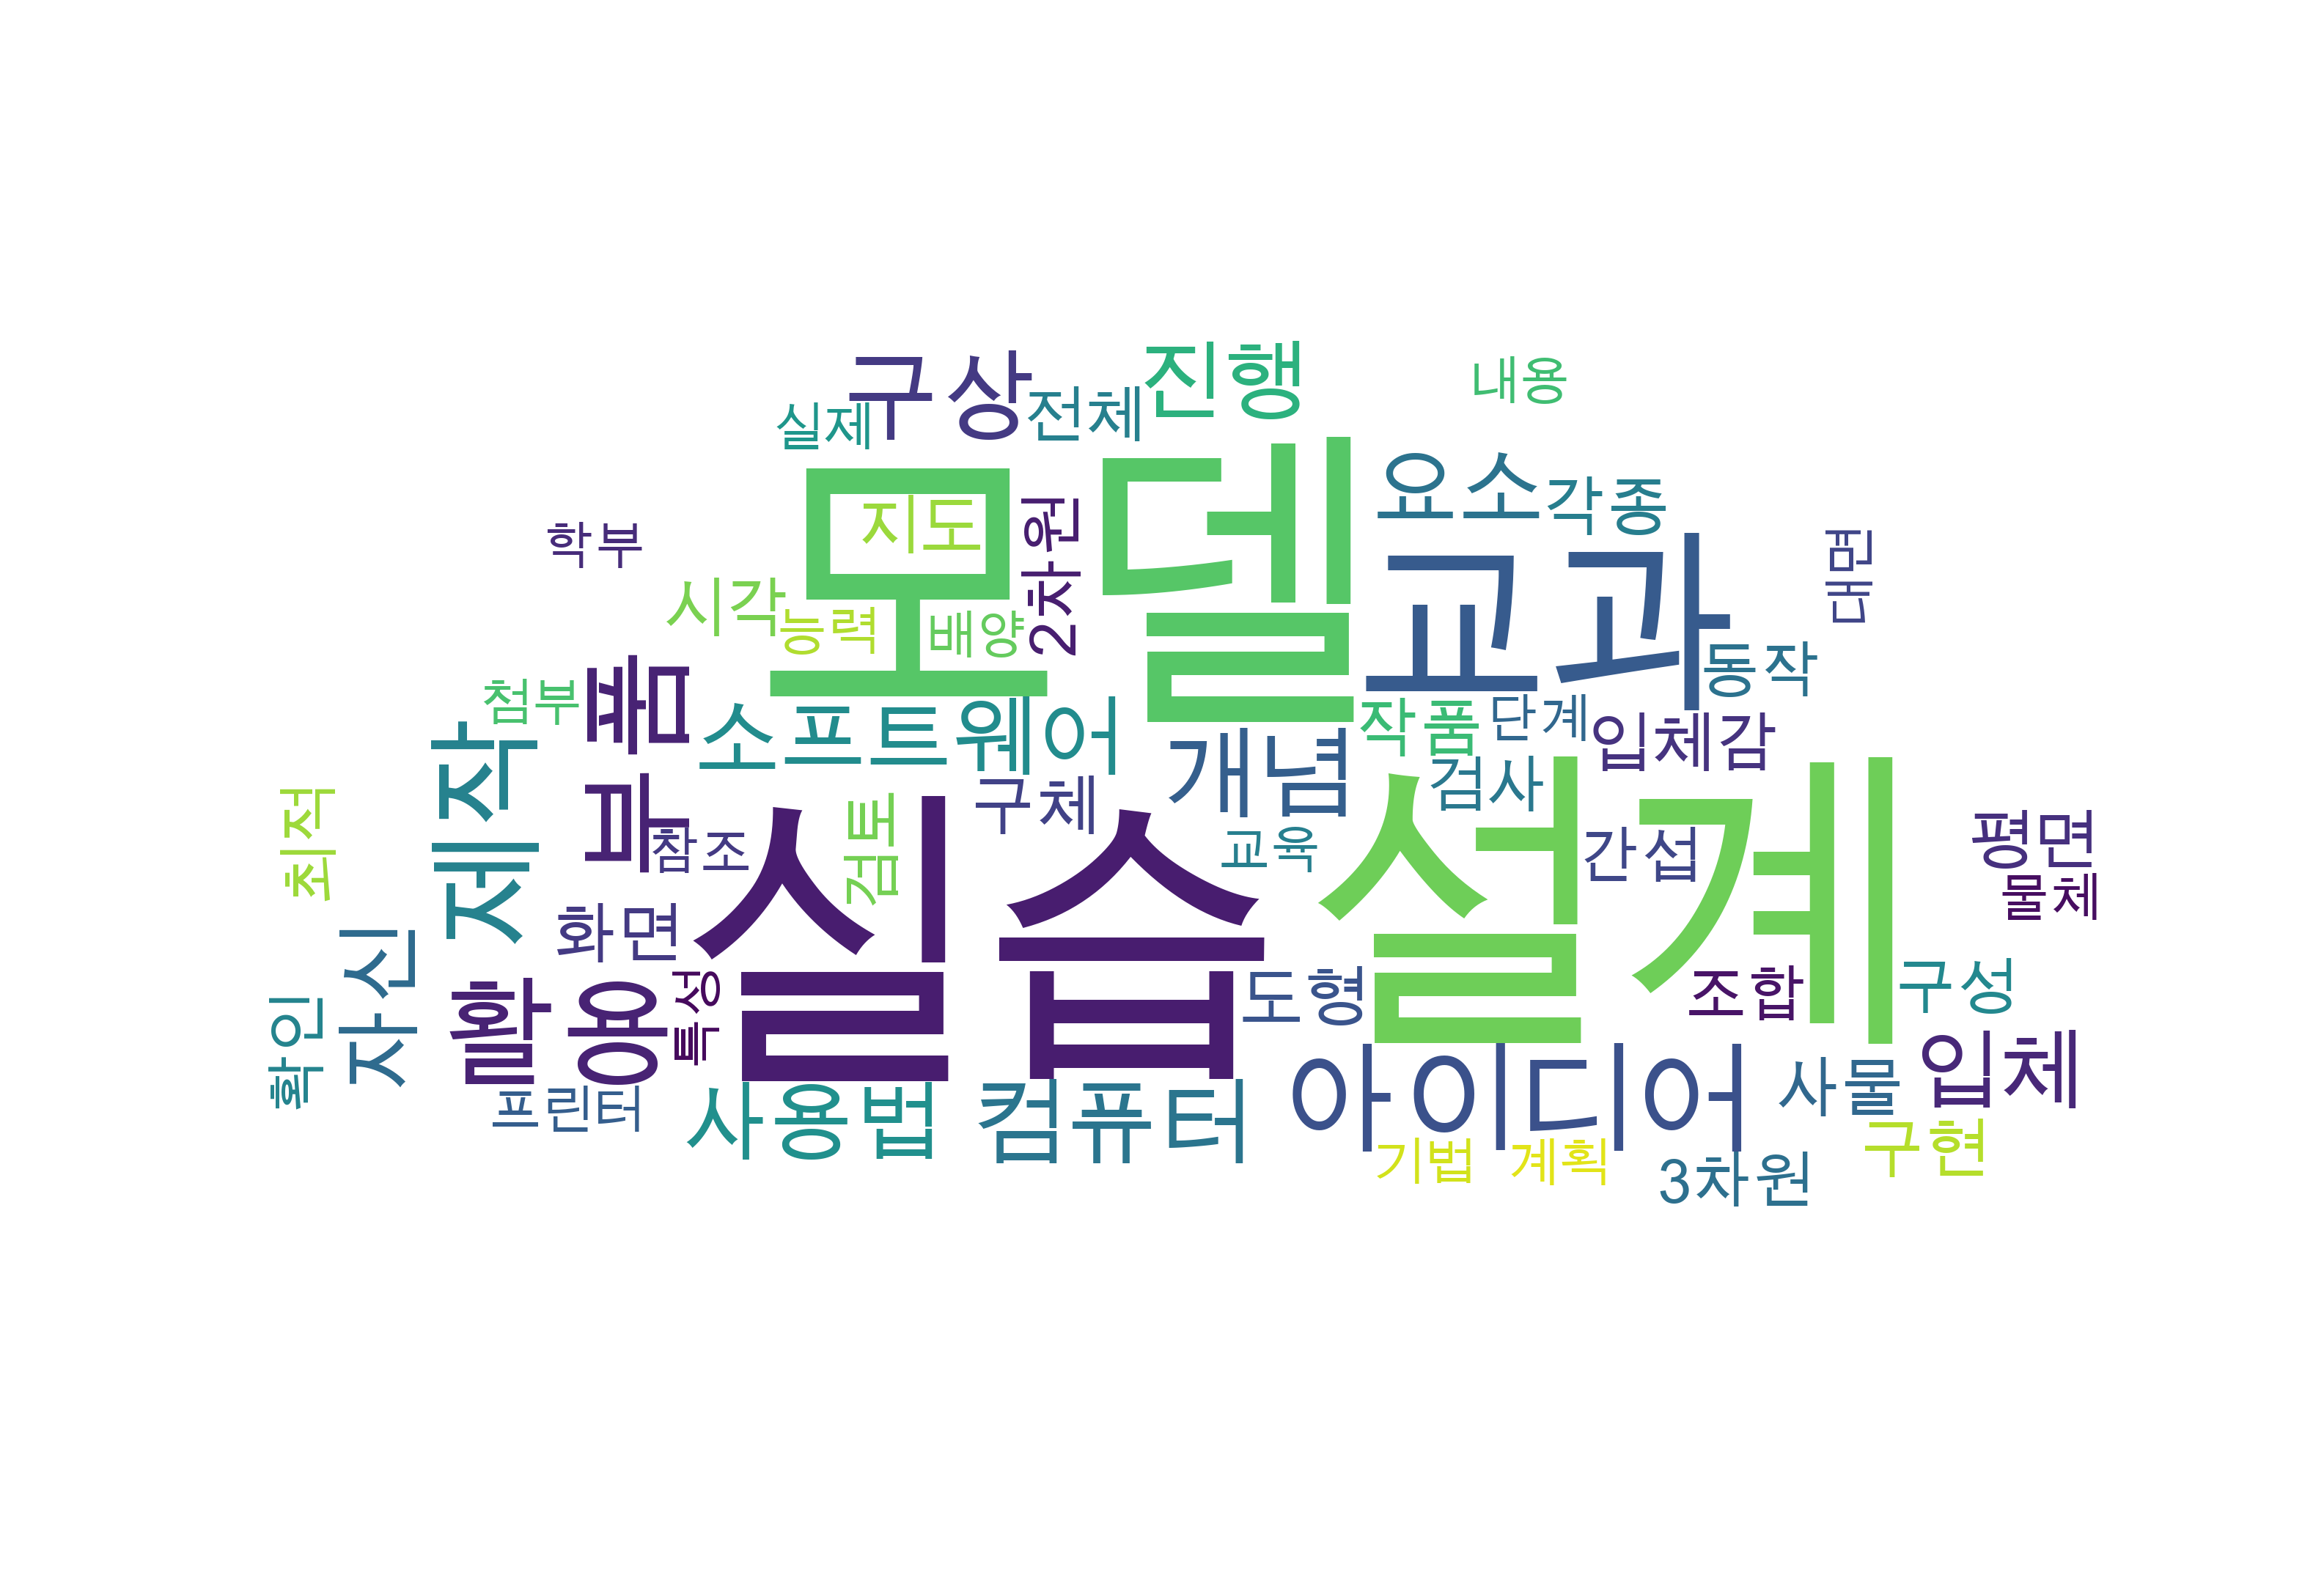 구상
진행
내용
실제
전체
모델
요소
각종
지도
2차원
학부
교과
대면
시각
능력
배양
동작
첨부
부품
소프트웨어
작품
단계
입체감
제작
개념
검사
최적
구체
검토
참조
실습
설계
교육
간섭
평면
물체
화면
자신
도형
조합
구성
확인
활용
특성
아이디어
사물
입체
프린터
사용법
컴퓨터
기법
계획
3차원
구현